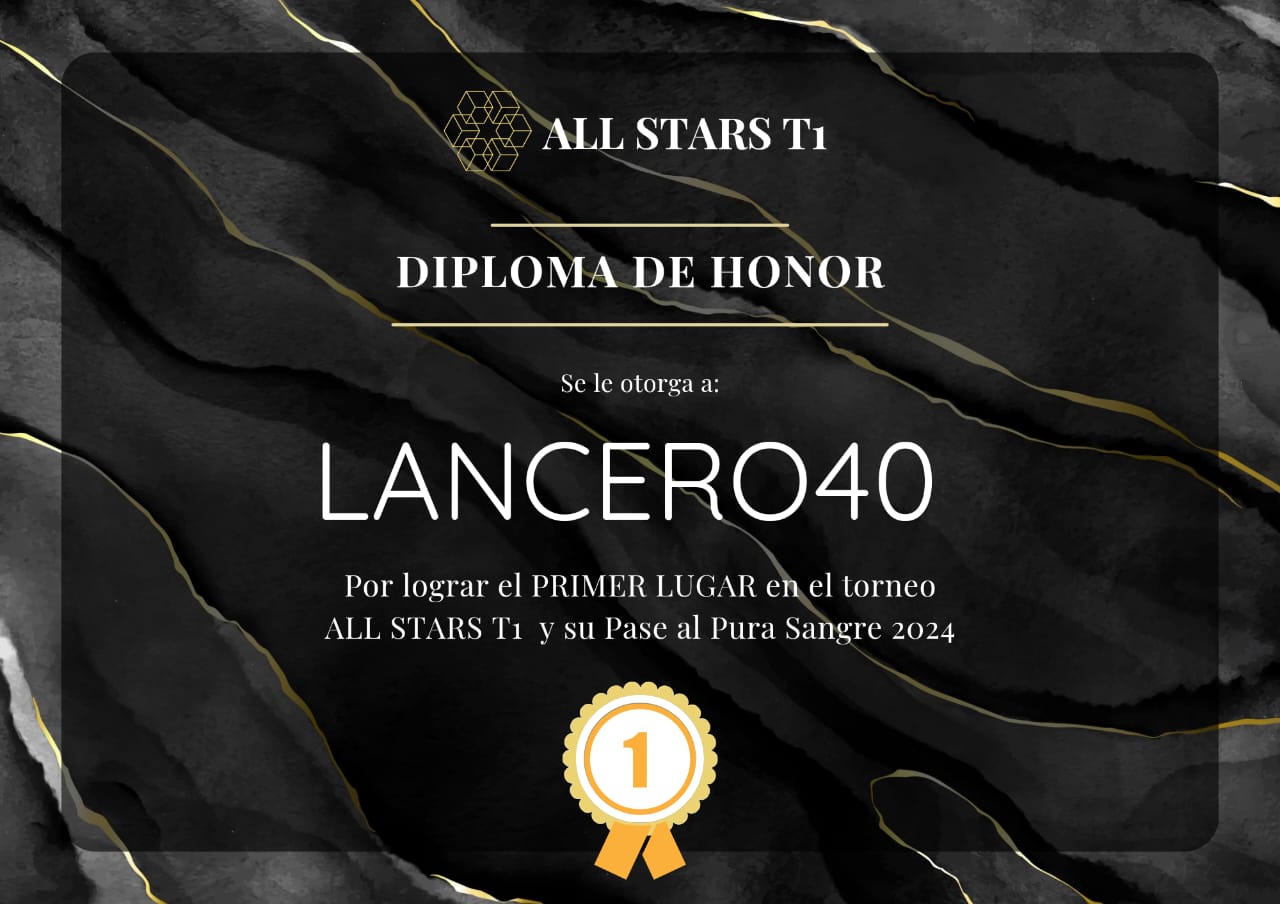 ALL STARS T1
DIPLOMA DE HONOR
Se le otorga a:
LANCERO40
Por lograr el PRIMER LUGAR en el torneo
ALL STARS T1 y su Pase al Pura Sangre 2024
1